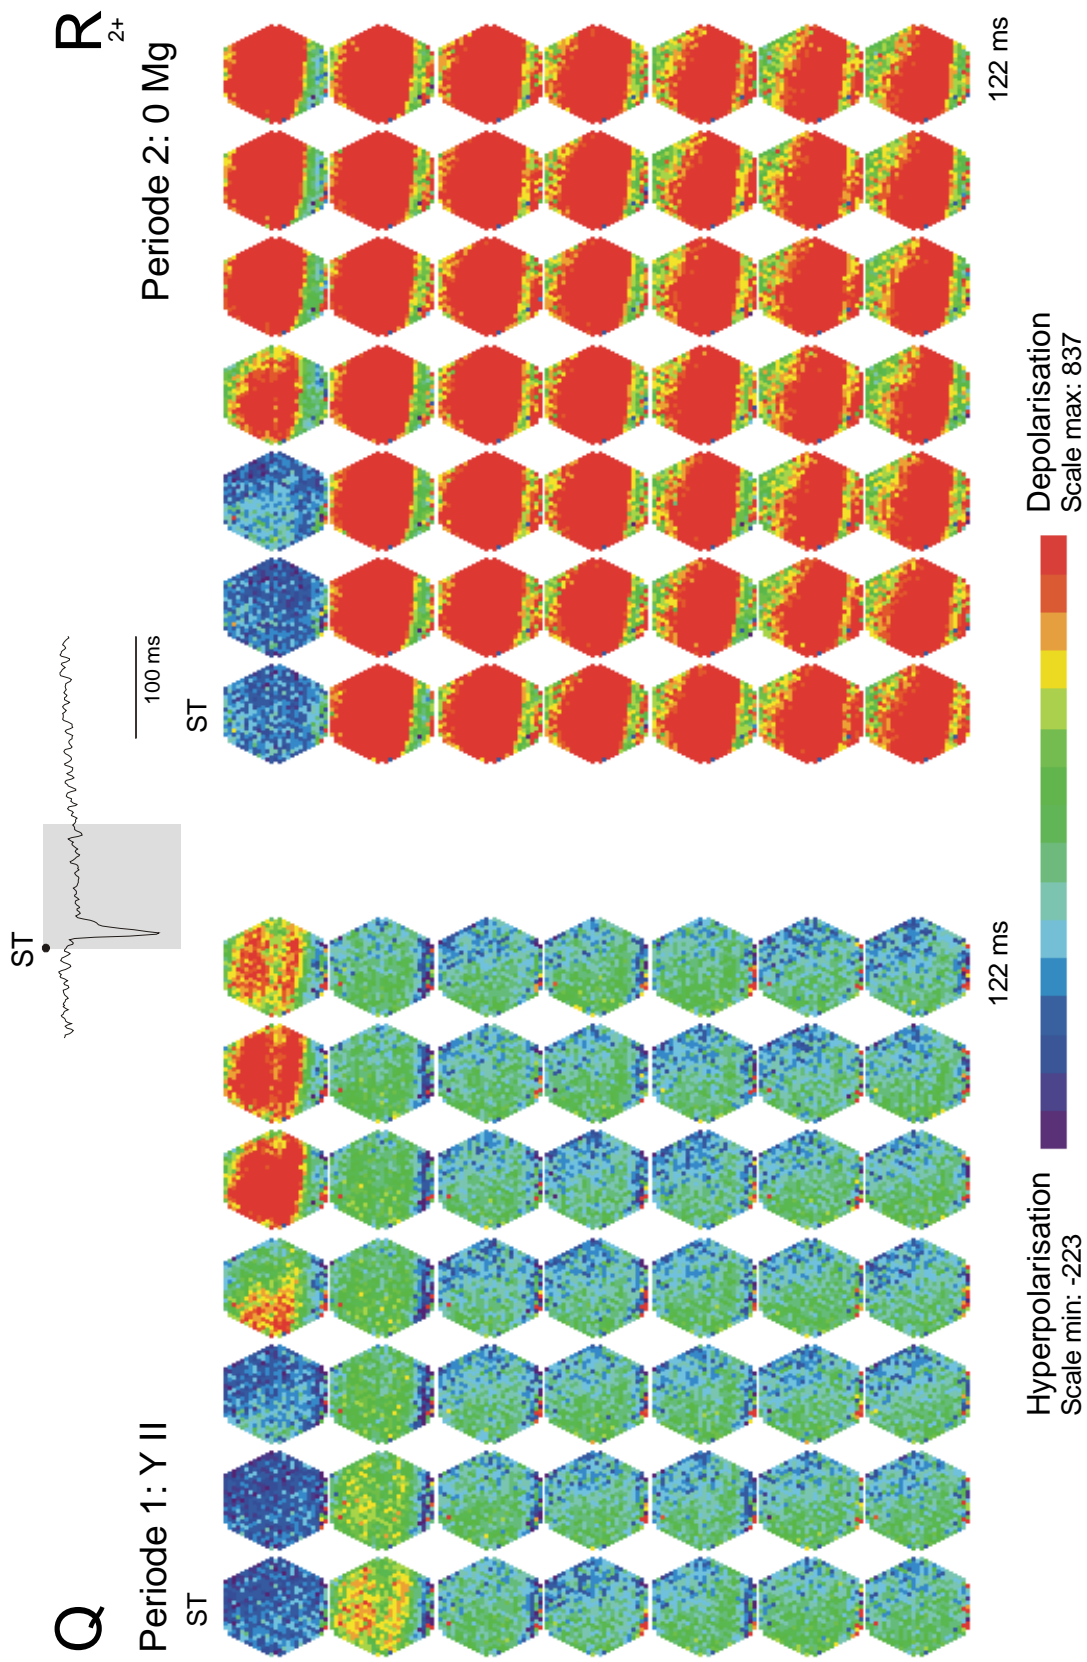 Q
Periode 1: Y II
ST
122 ms
ST
100 ms
R
Periode 2: 0 Mg2+
ST
122 ms
Hyperpolarisation
Scale min: -223
Depolarisation
Scale max: 837